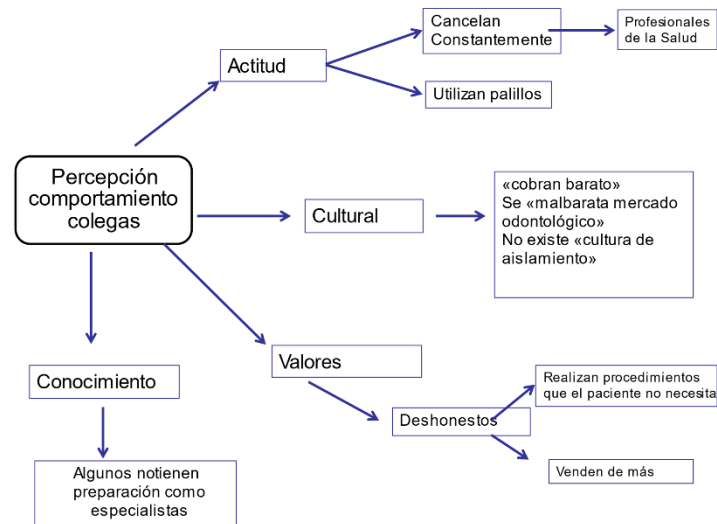 Cancelan
Constantemente
Profesionales
de la Salud
Actitud
Utilizan palillos
Percepción
comportamiento
colegas
Cultural
«cobran barato»
Se «malbarata mercado
odontológico»
No existe «cultura de
aislamiento»
Valores
Conocimiento
Realizan procedimientos
que el paciente no necesita
Deshonestos
Venden de más
Algunos notienen
preparación como
especialistas